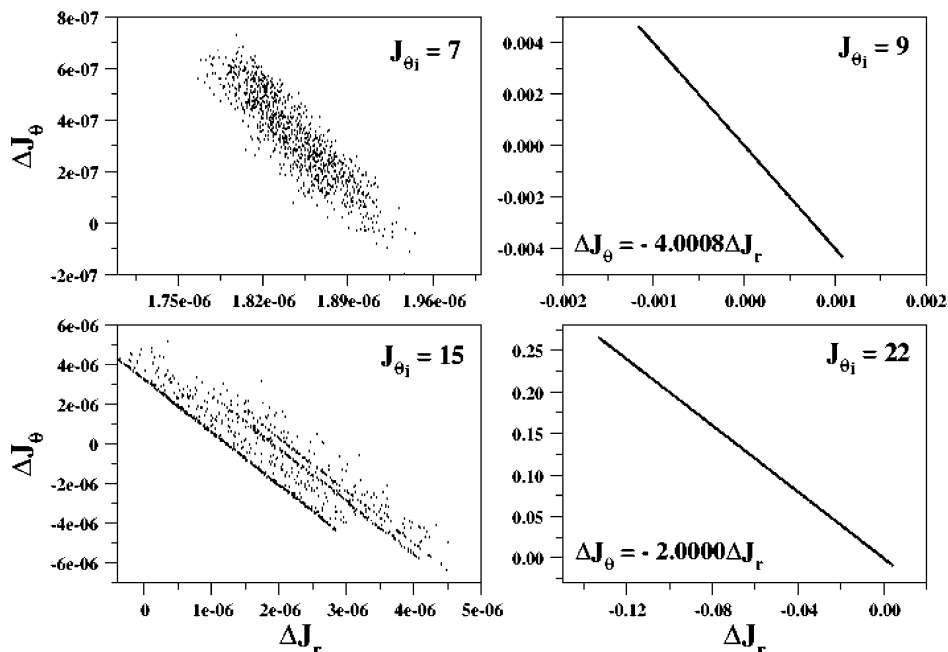 8e-07
6e-07
4e-07
2e-07
0
-2e-07
ΔJθ
Jθi = 7
1.75e-06 1.82e-06 1.89e-06 1.96e-06
0.004
0.002
0.000
-0.002
-0.004
Jθi = 9
ΔJθ = - 4.0008ΔJr
-0.002 -0.001 0.000 0.001 0.002
6e-06
4e-06
2e-06
0
-2e-06
-4e-06
-6e-06
ΔJθ
Jθi = 15
0 1e-06 2e-06 3e-06 4e-06 5e-06
ΔJr
0.25
0.20
0.15
0.10
0.05
0.00
Jθi = 22
ΔJθ = - 2.0000ΔJr
-0.12 -0.08 -0.04 0.00
ΔJr